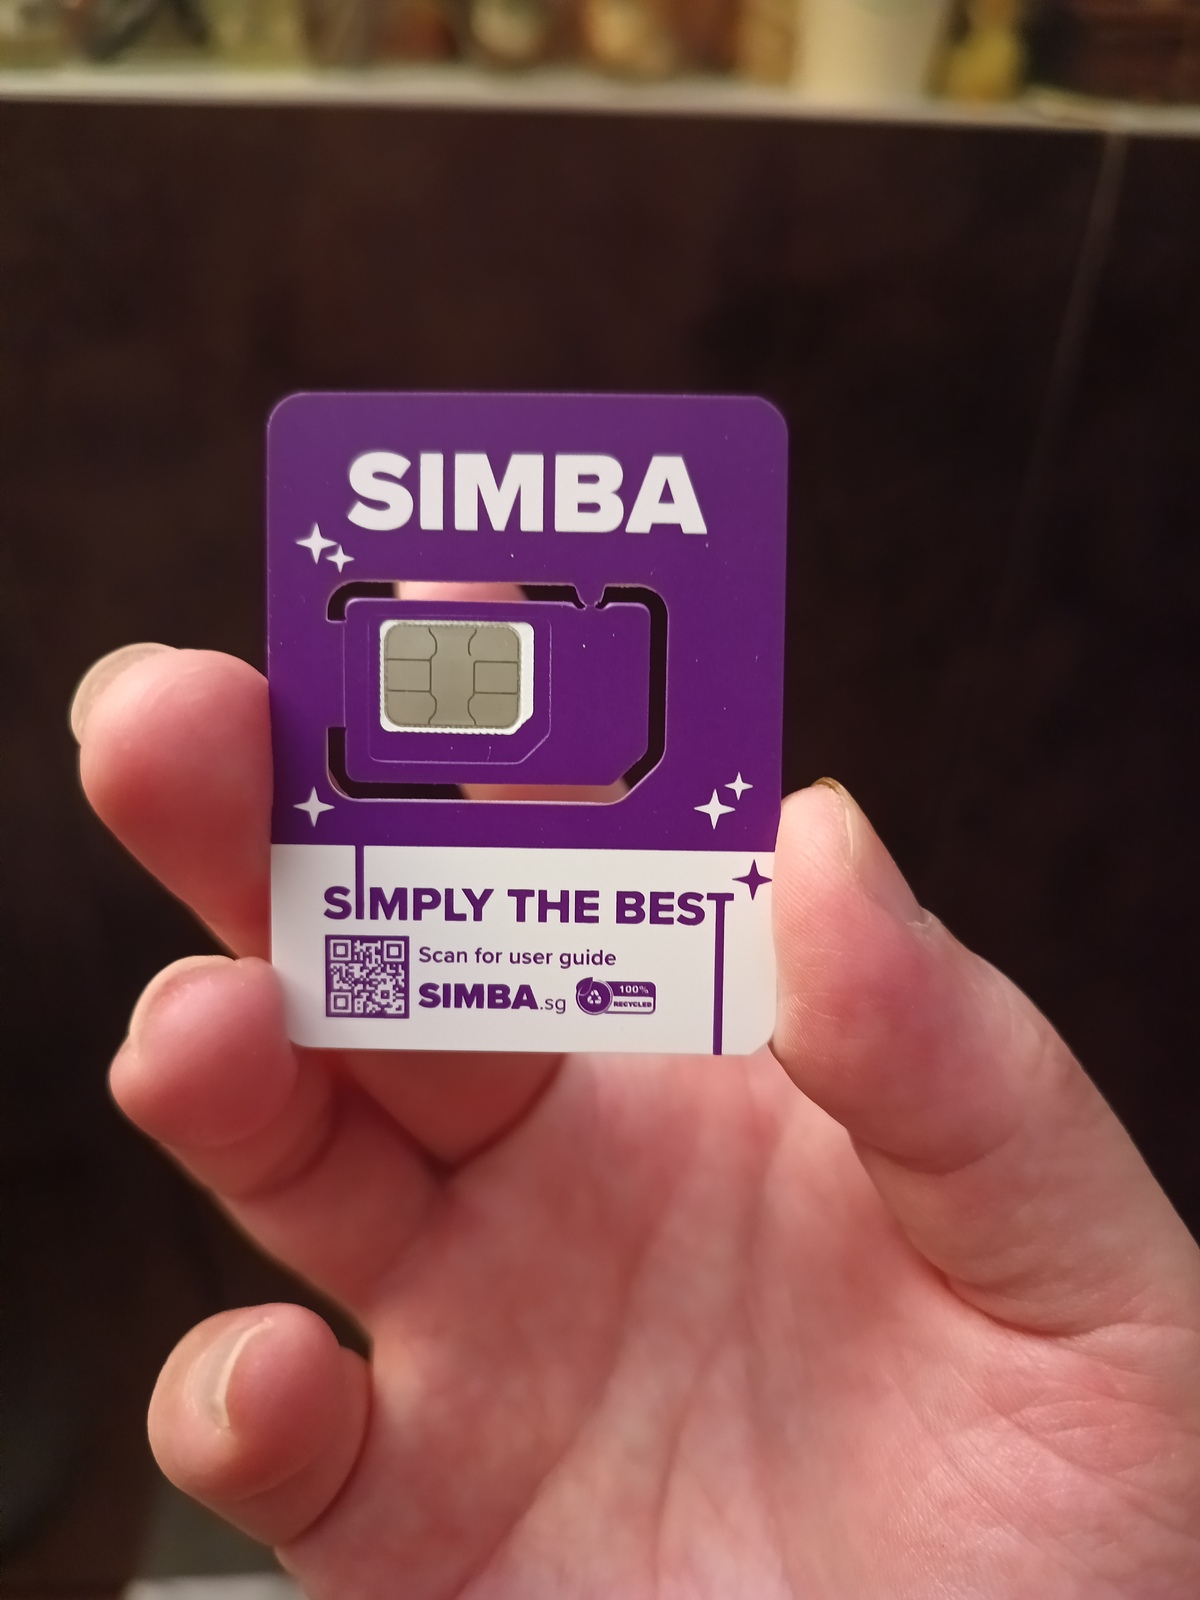 SIMBA
SIMPLY THE BEST
Scan for user guide
SIMBA.sg
100%
RECYCLED